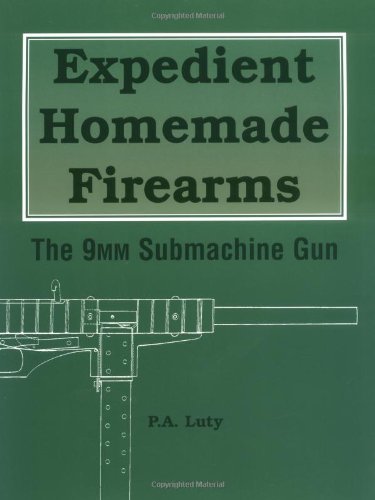 Copyrighted Material
Expedient
Homemade
Firearms
The 9MM Submachine Gun
P.A. Luty
Copyrighted Material